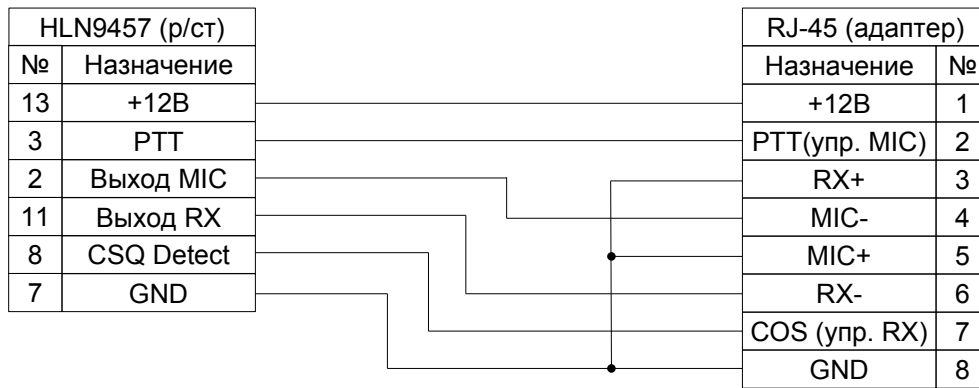 HLN9457 (р/ст)
№ Назначение
13 +12В
3 PTT
2 Выход MIC
11 Выход RX
8 CSQ Detect
7 GND
RJ-45 (адаптер)
Назначение №
+12В 1
PTT(упр. MIC) 2
RX+ 3
MIC- 4
MIC+ 5
RX- 6
COS (упр. RX) 7
GND 8